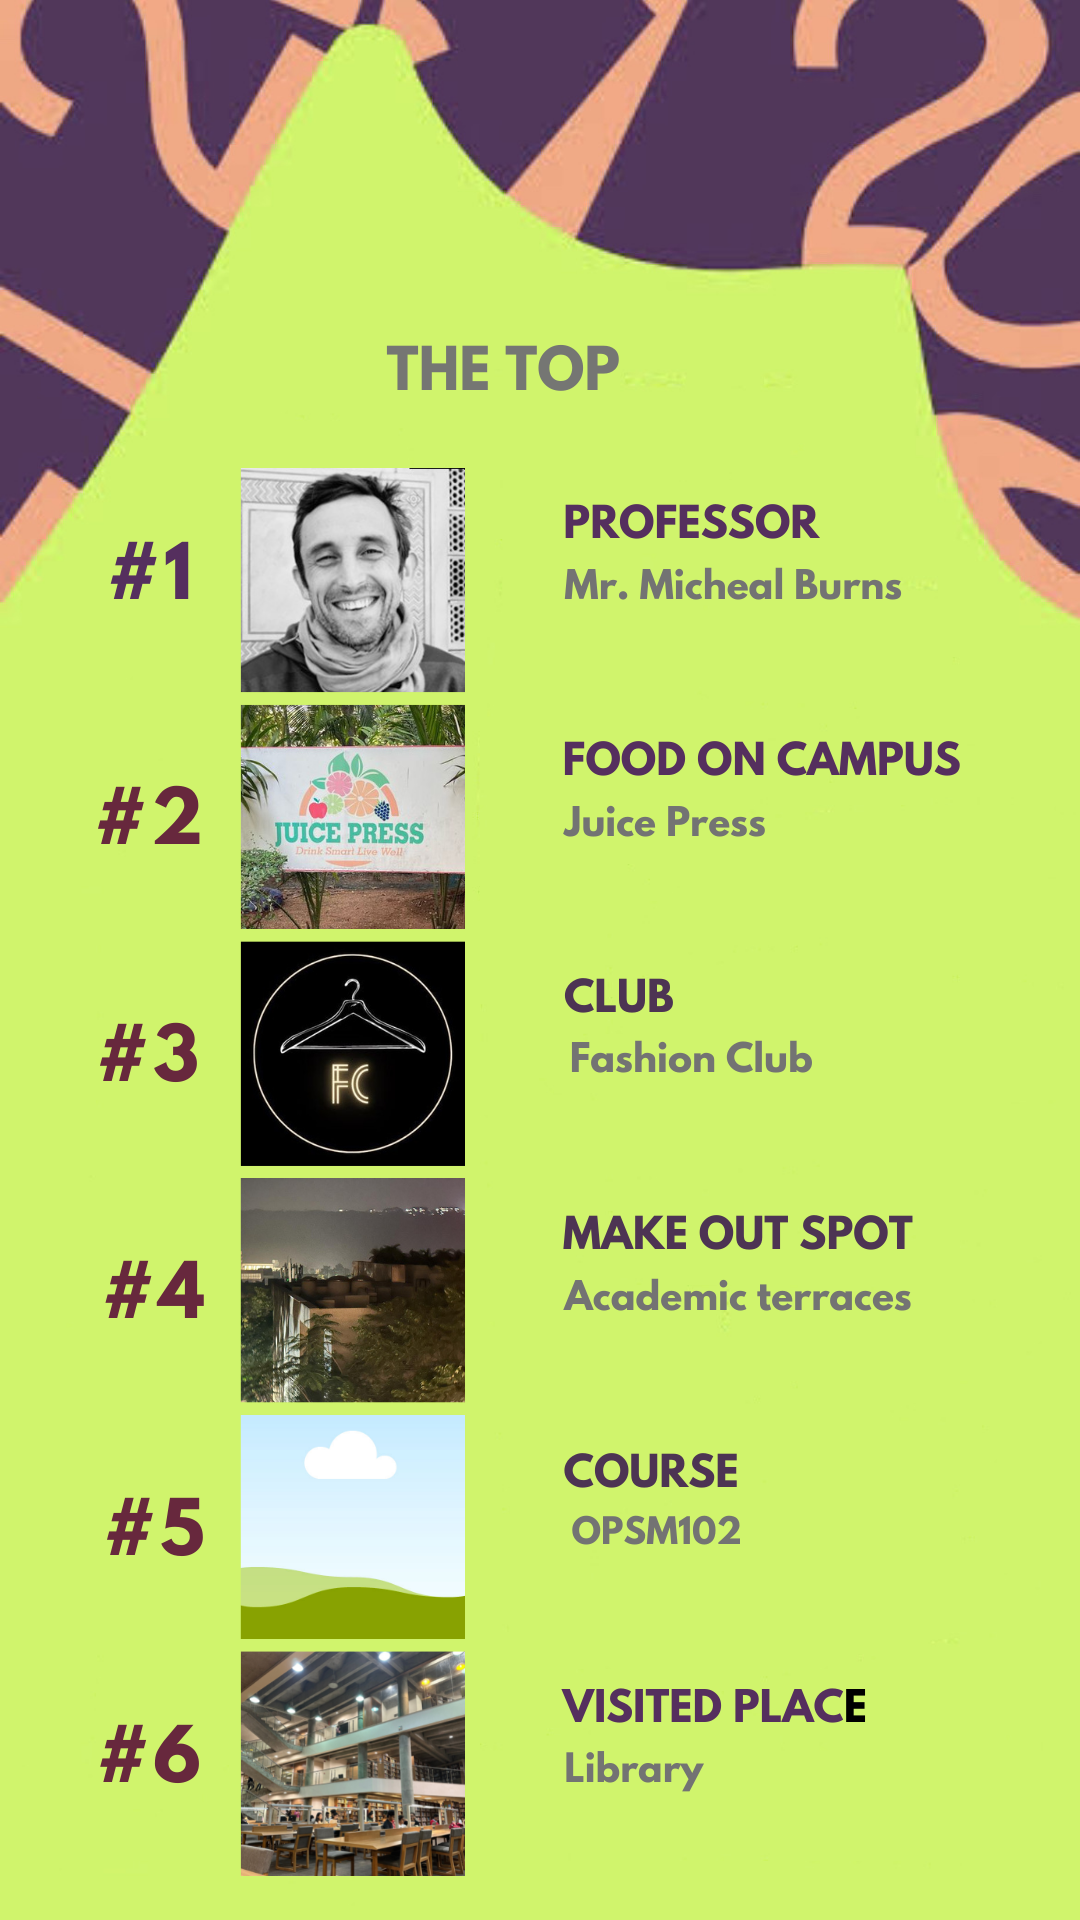 THE TOP
#1
PROFESSOR
Mr. Micheal Burns
#2
JUICE PRESS
Drink Smart Live Well
FOOD ON CAMPUS
Juice Press
#3
FC
CLUB
Fashion Club
#4
MAKE OUT SPOT
Academic terraces
#5
COURSE
OPSM102
#6
VISITED PLACE
Library